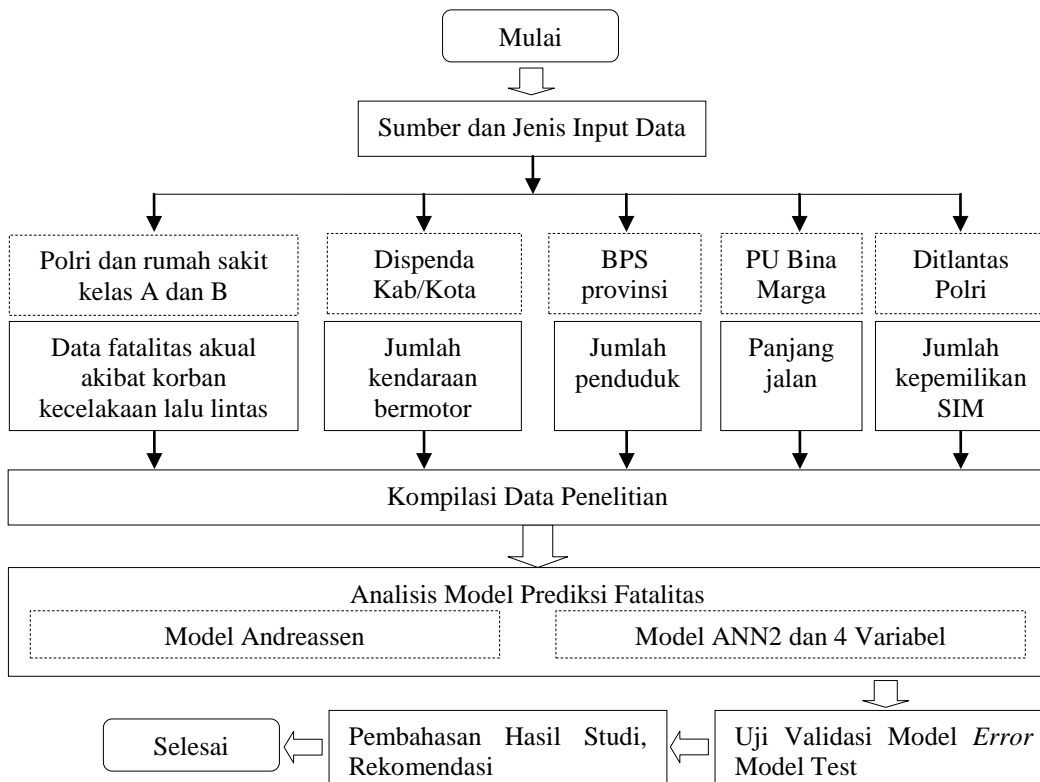 Mulai
Sumber dan Jenis Input Data
Polri dan rumah sakit
kelas A dan B
Dispenda
Kab/Kota
BPS
provinsi
PU Bina
Marga
Ditlantas
Polri
Data fatalitas akual
akibat korban
kecelakaan lalu lintas
Jumlah
kendaraan
bermotor
Jumlah
penduduk
Panjang
jalan
Jumlah
kepemilikan
SIM
Kompilasi Data Penelitian
Analisis Model Prediksi Fatalitas
Model Andreassen
Model ANN2 dan 4 Variabel
Uji Validasi Model Error
Model Test
Pembahasan Hasil Studi,
Rekomendasi
Selesai